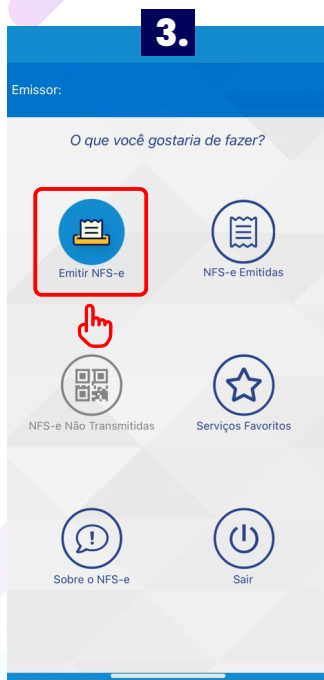 3.
Emissor:
O que você gostaria de fazer?
Emitir NFS-e
NFS-e Emitidas
NFS-e Não Transmitidas
Serviços Favoritos
Sobre o NFS-e
Sair